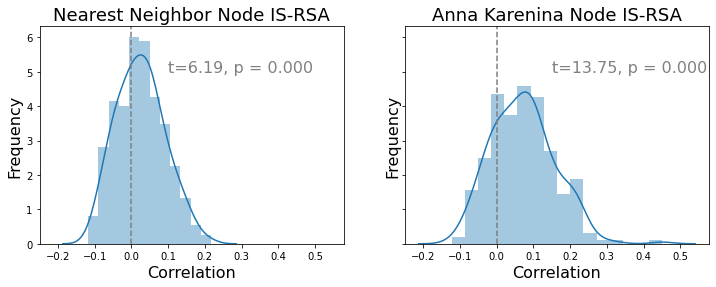 Nearest Neighbor Node IS-RSA
Anna Karenina Node IS-RSA
t=6.19, p = 0.000
t=13.75, p = 0.000
Frequency
Frequency
6
5
4
3
2
1
0
−0.2 −0.1 0.0 0.1 0.2 0.3 0.4 0.5
−0.2 −0.1 0.0 0.1 0.2 0.3 0.4 0.5
Correlation
Correlation